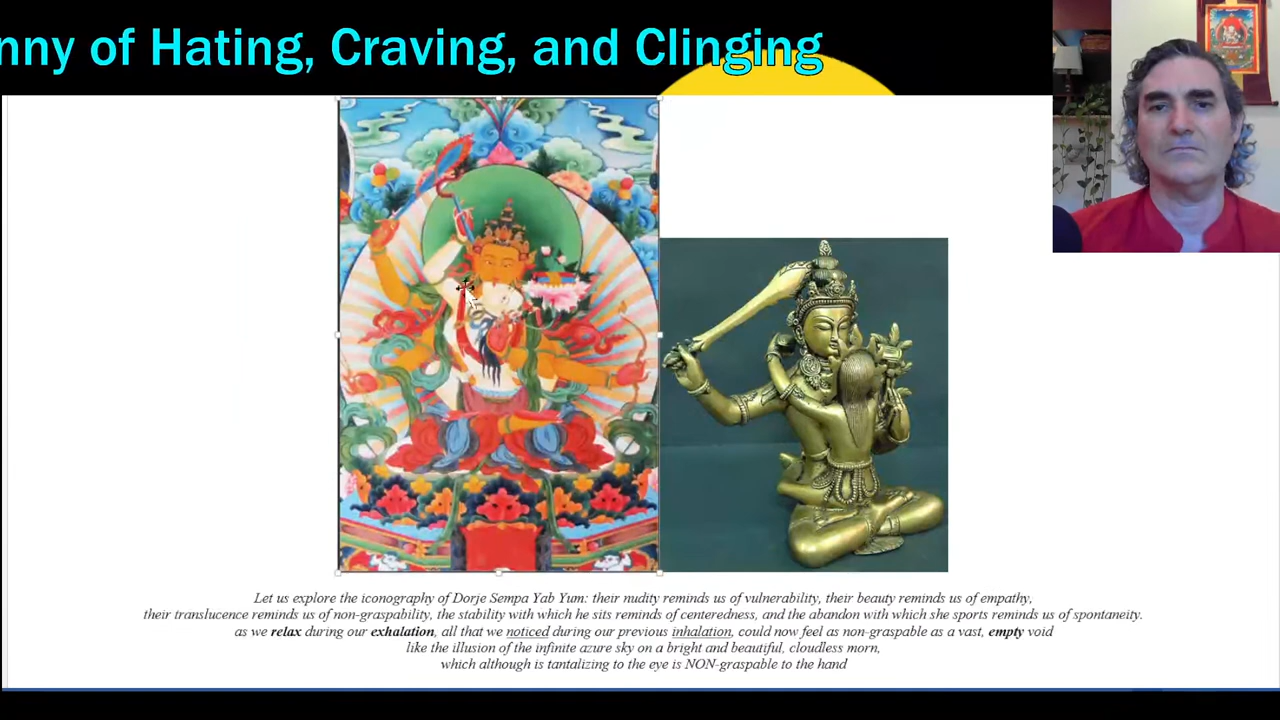 nny of Hating, Craving, and Clinging
Let us explore the iconography of Dorje Sempa Yab Yum: their nudity reminds us of vulnerability, their beauty reminds us of empathy,
their translucence reminds us of non-graspability, the stability with which he sits reminds of centeredness, and the abandon with which she sports reminds us of spontaneity.
as we relax during our exhalation, all that we noticed during our previous inhalation, could now feel as non-graspable as a vast, empty void
like the illusion of the infinite azure sky on a bright and beautiful, cloudless morn,
which although is tantalizing to the eye is NON-graspable to the hand